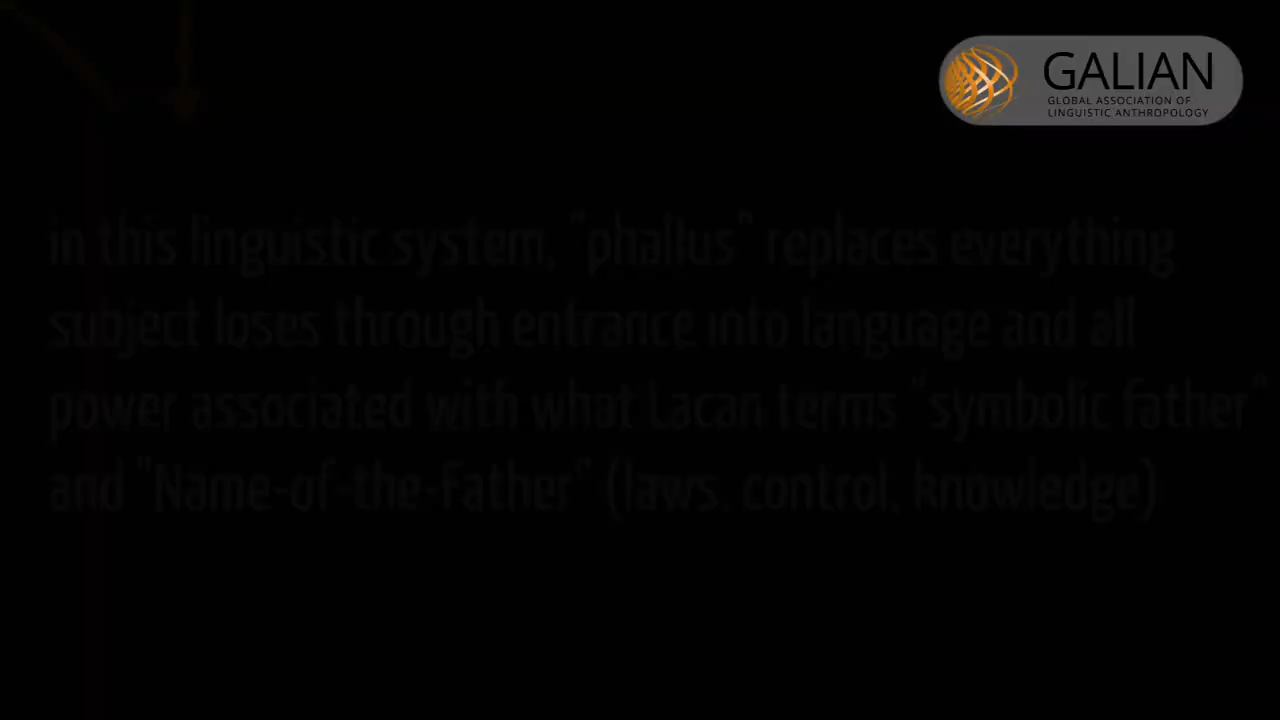 GALIAN
GLOBAL ASSOCIATION OF
LINGUISTIC ANTHROPOLOGY
in this linguistic system, "phallus" replaces everything
subject loses through entrance into language and all
power associated with what Lacan terms "symbolic father"
and "Name-of-the-Father" (laws, control, knowledge)